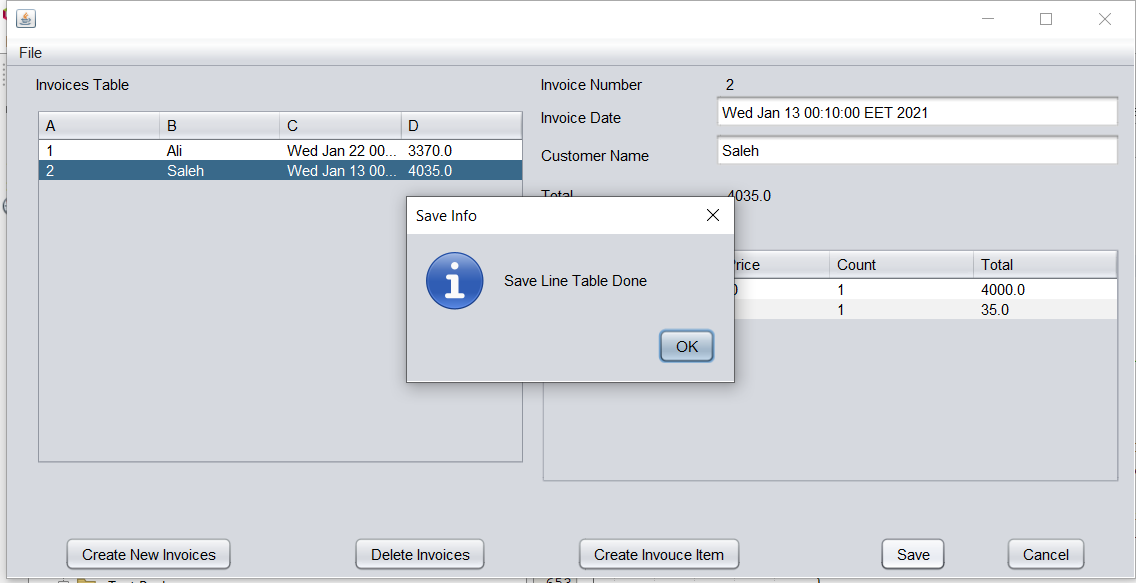 File
Invoices Table
A B C D
1 Ali Wed Jan 22 00... 3370.0
2 Saleh Wed Jan 13 00... 4035.0
Invoice Number 2
Invoice Date Wed Jan 13 00:10:00 EET 2021
Customer Name Saleh
Total 4035.0
Save Info
Save Line Table Done
OK
Price Count Total
1 4000.0
1 35.0
Create New Invoices
Delete Invoices
Create Invouce Item
Save
Cancel